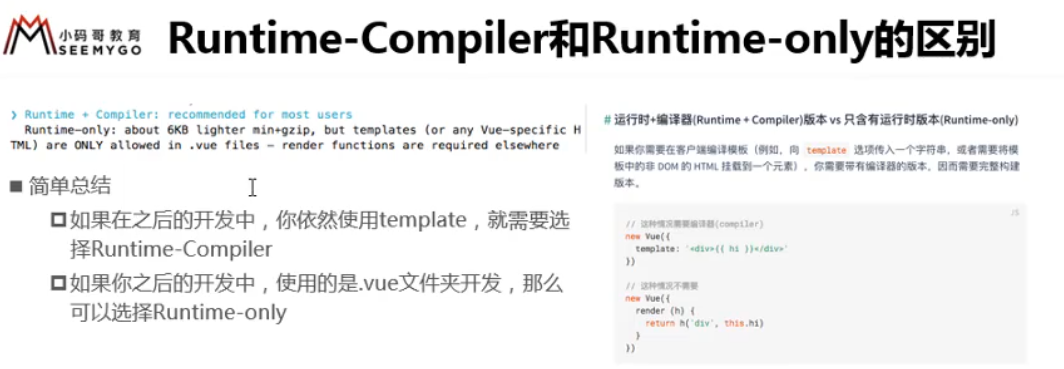 小码哥教育
SEEMYGO
Runtime-Compiler和Runtime-only的区别
❯ Runtime + Compiler: recommended for most users
Runtime-only: about 6KB lighter min+gzip, but templates (or any Vue-specific H
TML) are ONLY allowed in .vue files - render functions are required elsewhere
■ 简单总结
如果在之后的开发中，你依然使用template，就需要选
择Runtime-Compiler
如果你之后的开发中，使用的是.vue文件夹开发，那么
可以选择Runtime-only
# 运行时+编译器(Runtime + Compiler)版本 vs 只含有运行时版本(Runtime-only)
如果你需要在客户端编译模板（例如，向 template 选项传入一个字符串，或者需要将模
板中的非 DOM 的 HTML 挂载到一个元素），你需要带有编译器的版本，因而需要完整构建
版本。
JS
// 这种情况需要编译器(compiler)
new Vue({
template: '<div>{{ hi }}</div>'
})
// 这种情况不需要
new Vue({
render (h) {
return h('div', this.hi)
}
})